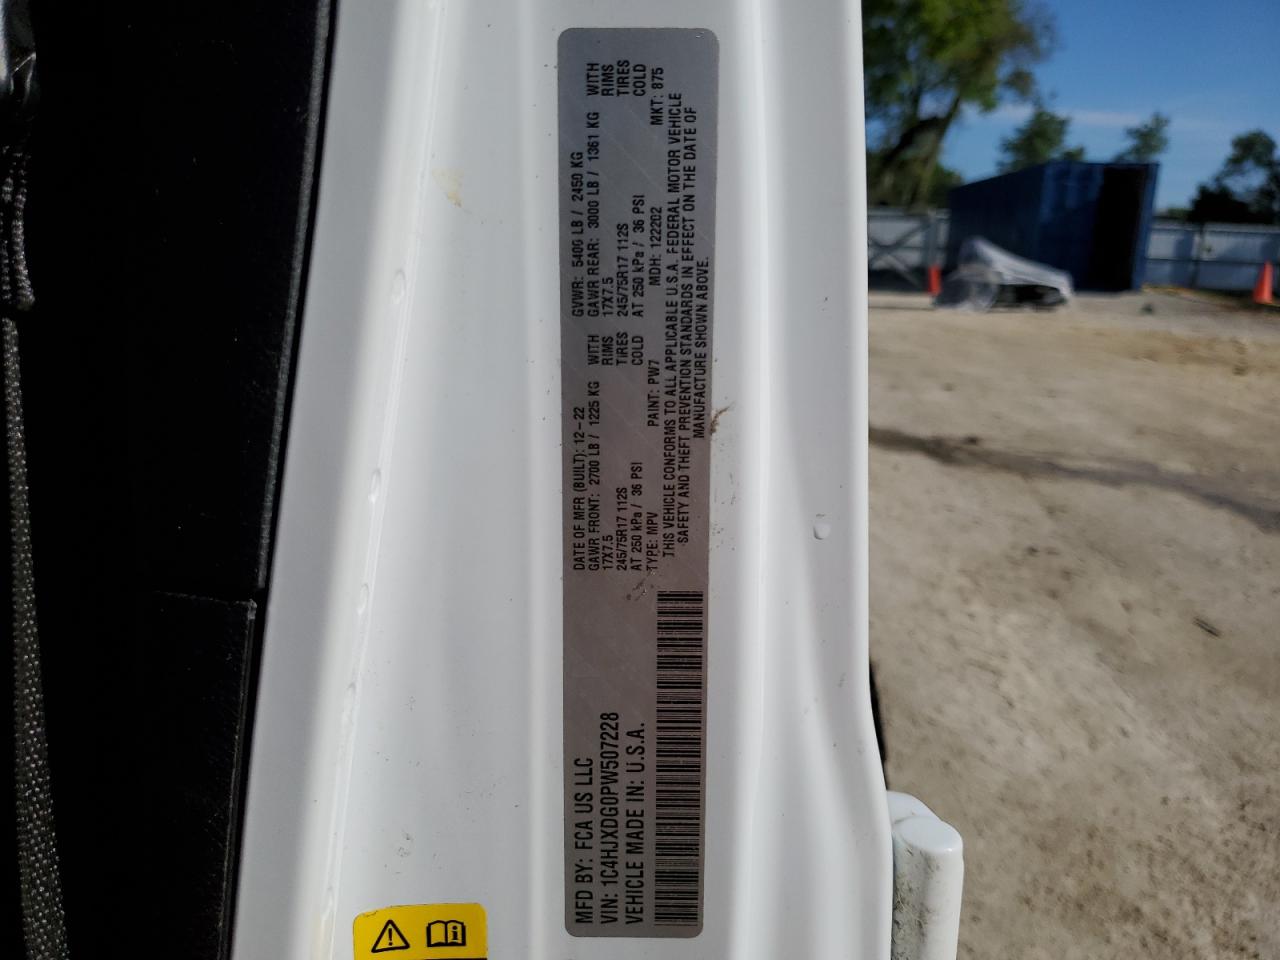 MFD BY: FCA US LLC
VIN: 1C4HJXDG0PW507228
VEHICLE MADE IN: U.S.A.
DATE OF MFR (BUILT): 12-22 GVWR: 5400 LB / 2450 KG
GAWR FRONT: 2700 LB / 1225 KG WITH GAWR REAR: 3000 LB / 1361 KG WITH
17X7.5 RIMS 17X7.5 RIMS
245/75R17 112S TIRES 245/75R17 112S TIRES
AT 250 kPa / 36 PSI COLD AT 250 kPa / 36 PSI COLD
TYPE: MPV PAINT: PW7 MDH: 122202 MKT: 875
THIS VEHICLE CONFORMS TO ALL APPLICABLE U.S.A. FEDERAL MOTOR VEHICLE
SAFETY AND THEFT PREVENTION STANDARDS IN EFFECT ON THE DATE OF
MANUFACTURE SHOWN ABOVE.